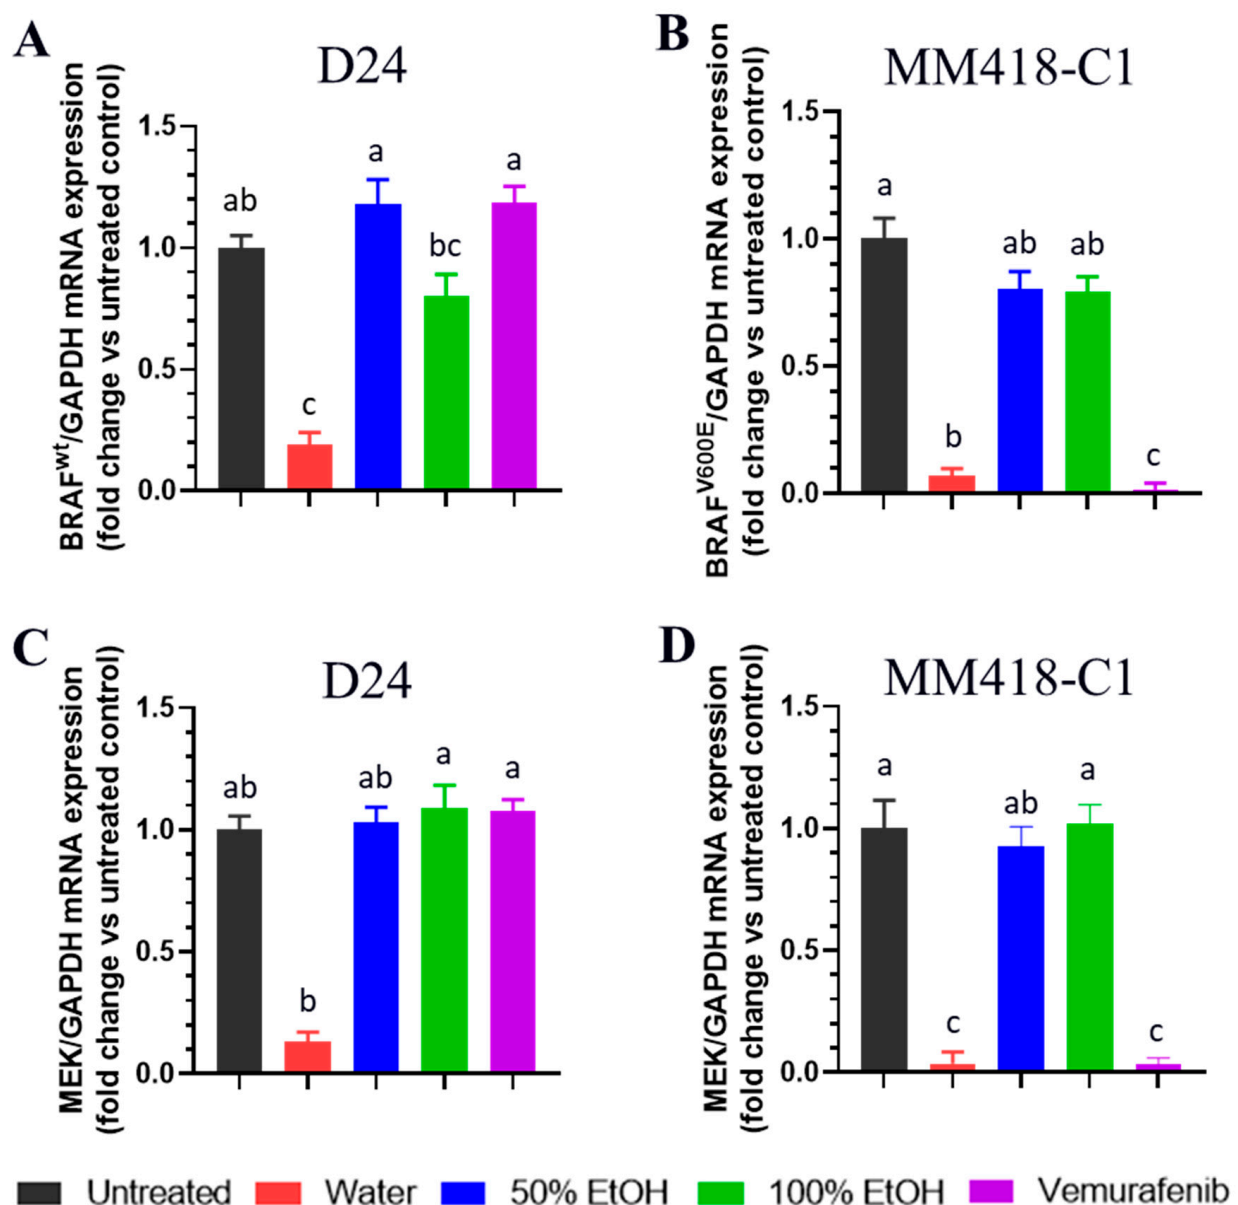 A
D24
BRAFwt/GAPDH mRNA expression
(fold change vs untreated control)
1.5
1.0
0.5
0.0
ab
c
a
bc
a
B
MM418-C1
BRAFV600E/GAPDH mRNA expression
(fold change vs untreated control)
1.5
1.0
0.5
0.0
a
b
ab
ab
c
C
D24
MEK/GAPDH mRNA expression
(fold change vs untreated control)
1.5
1.0
0.5
0.0
ab
b
ab
a
a
D
MM418-C1
MEK/GAPDH mRNA expression
(fold change vs untreated control)
1.5
1.0
0.5
0.0
a
c
ab
a
c
Untreated Water 50% EtOH 100% EtOH Vemurafenib